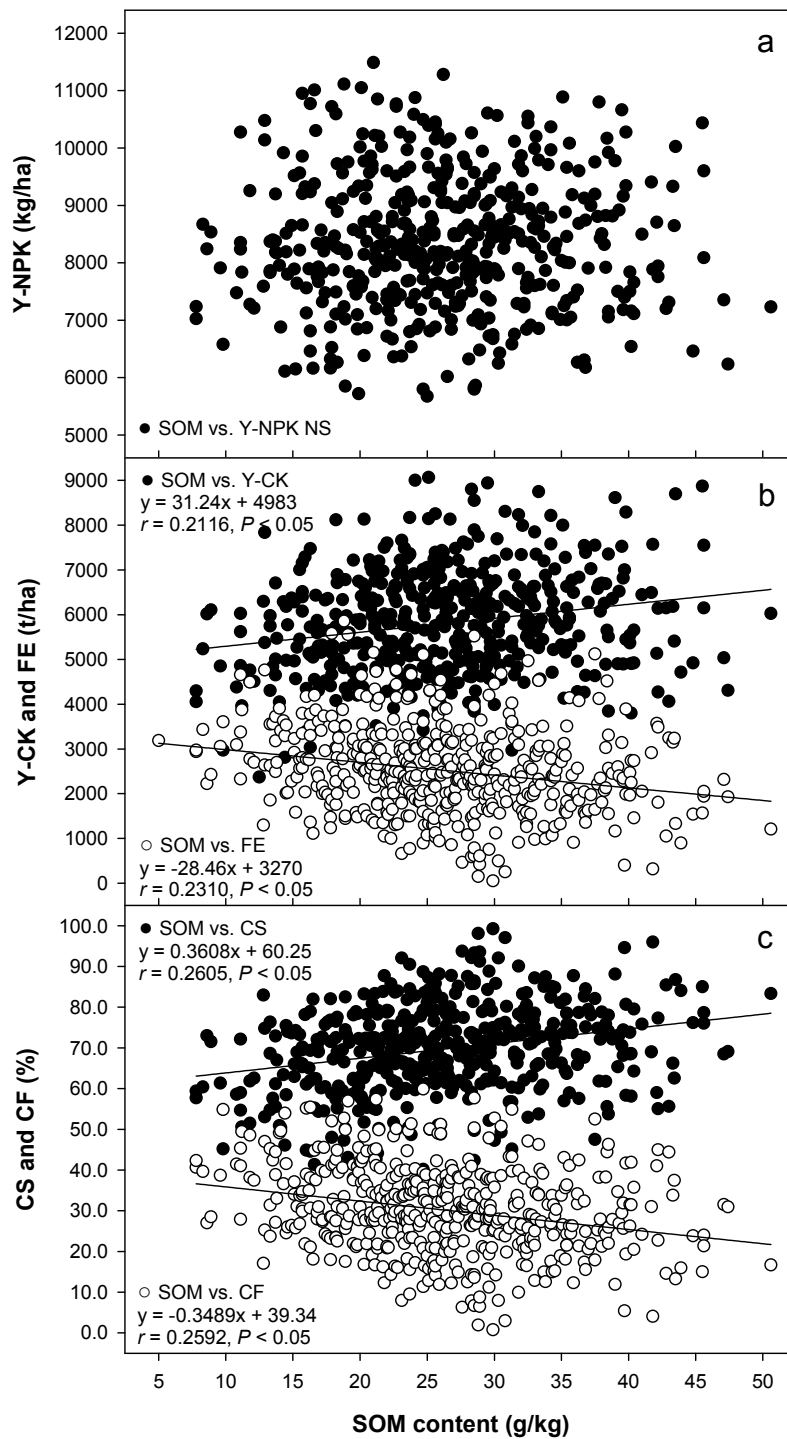 a
12000
11000
10000
9000
8000
7000
6000
5000
Y-NPK (kg/ha)
● SOM vs. Y-NPK NS
b
● SOM vs. Y-CK
y = 31.24x + 4983
r = 0.2116, P < 0.05
9000
8000
7000
6000
5000
4000
3000
2000
1000
0
Y-CK and FE (t/ha)
○ SOM vs. FE
y = -28.46x + 3270
r = 0.2310, P < 0.05
c
● SOM vs. CS
y = 0.3608x + 60.25
r = 0.2605, P < 0.05
100.0
90.0
80.0
70.0
60.0
50.0
40.0
30.0
20.0
10.0
0.0
CS and CF (%)
○ SOM vs. CF
y = -0.3489x + 39.34
r = 0.2592, P < 0.05
5 10 15 20 25 30 35 40 45 50
SOM content (g/kg)